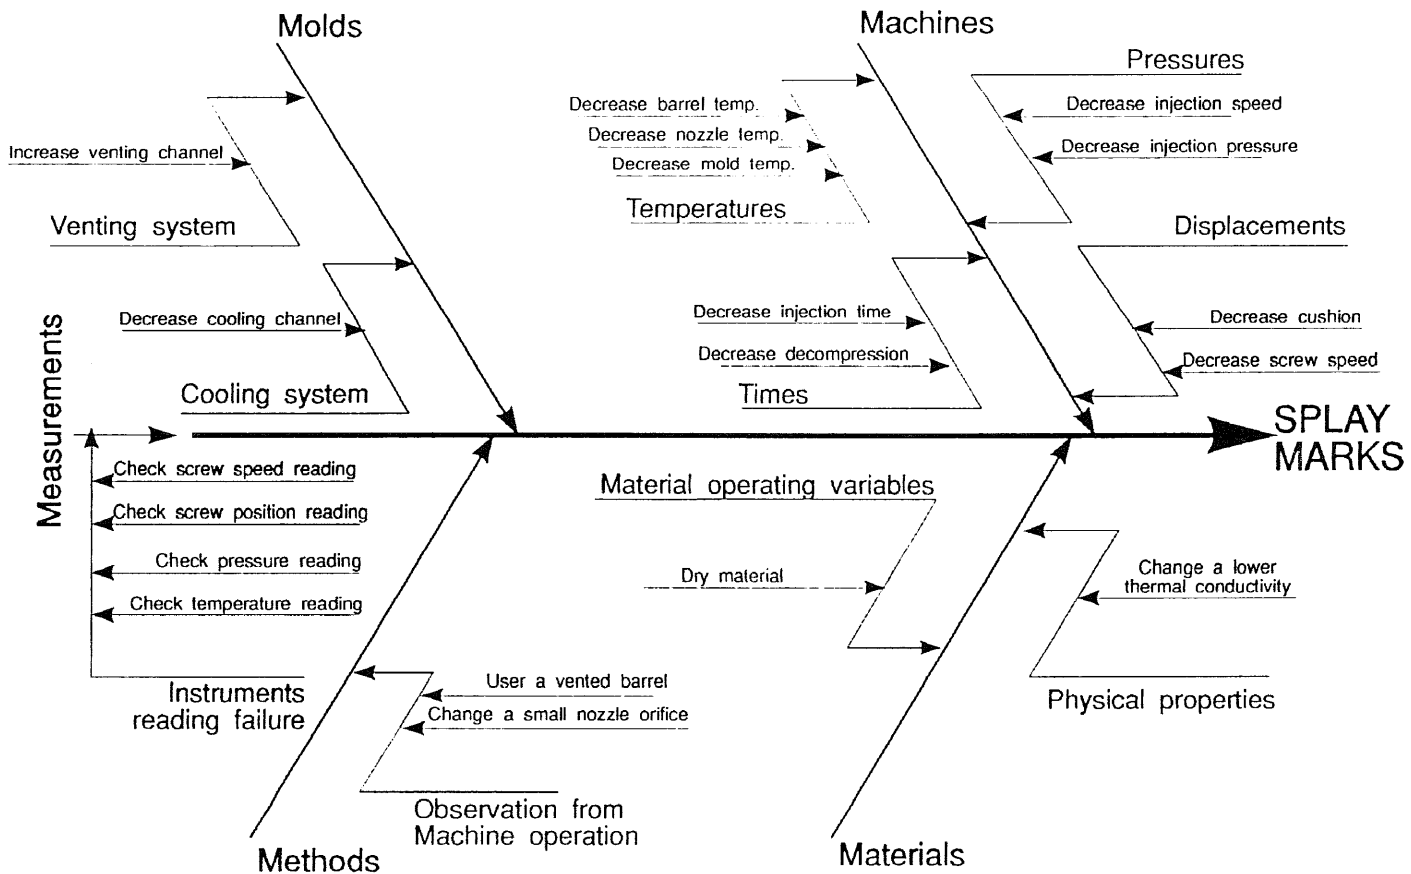 Molds
Increase venting channel
Venting system
Decrease cooling channel
Cooling system
Machines
Decrease barrel temp.
Decrease nozzle temp.
Decrease mold temp.
Temperatures
Pressures
Decrease injection speed
Decrease injection pressure
Displacements
Decrease cushion
Decrease screw speed
Decrease injection time
Decrease decompression
Times
SPLAY
MARKS
Measurements
Check screw speed reading
Check screw position reading
Check pressure reading
Check temperature reading
Instruments
reading failure
User a vented barrel
Change a small nozzle orifice
Observation from
Machine operation
Methods
Material operating variables
Dry material
Change a lower
thermal conductivity
Physical properties
Materials